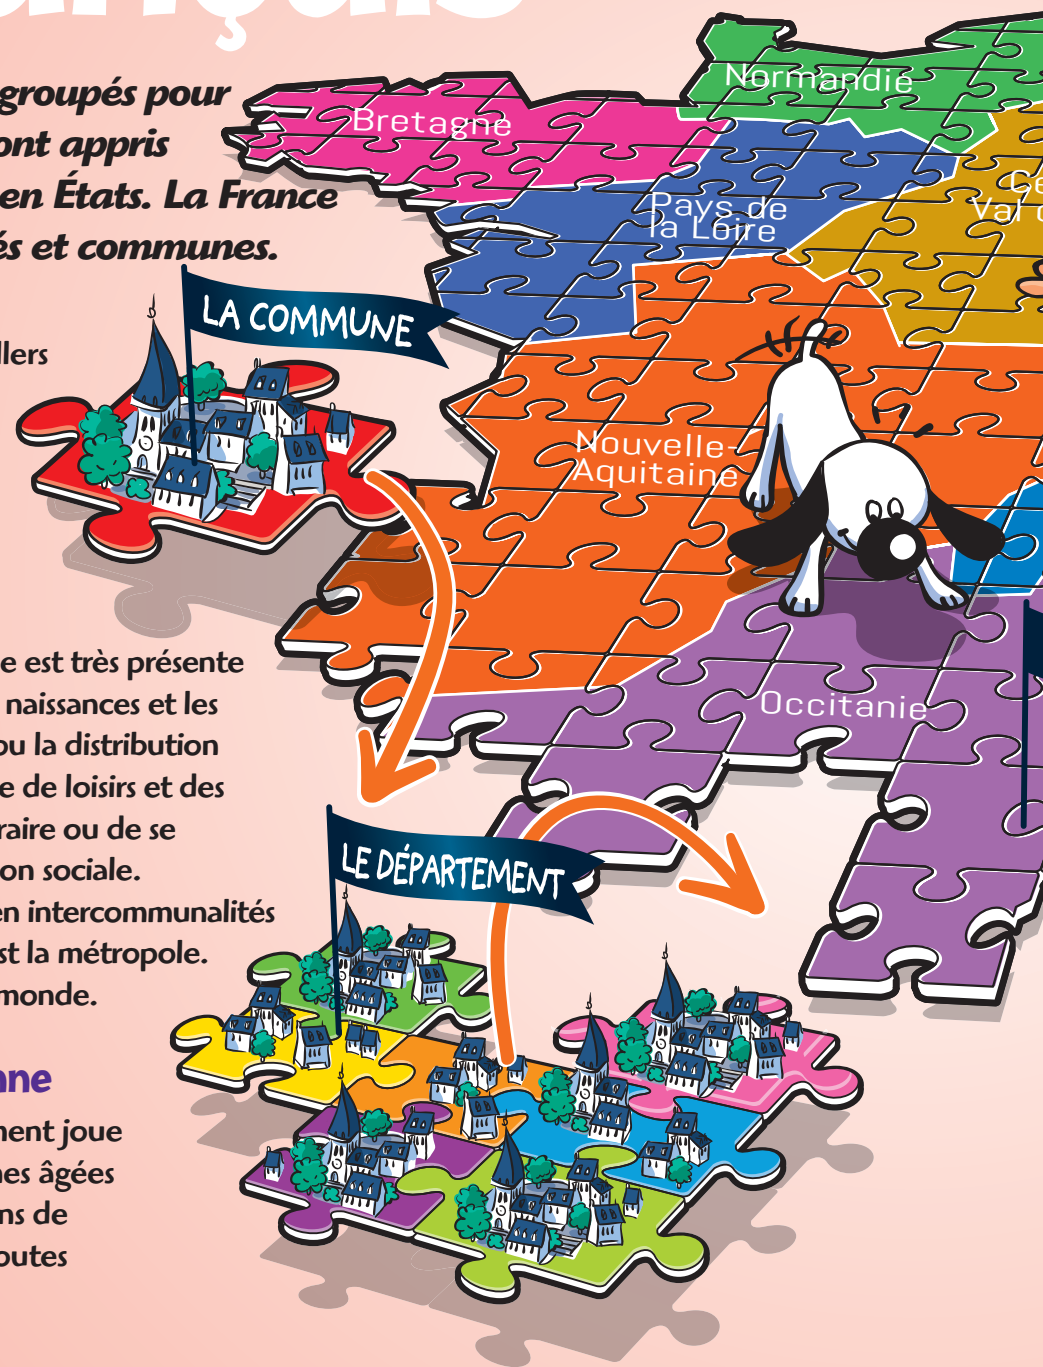 groupés pour
ont appris
en États. La France
és et communes.
llers
LA COMMUNE
e est très présente
naissances et les
ou la distribution
e de loisirs et des
raire ou de se
on sociale.
en intercommunalités
st la métropole.
monde.
nne
ment joue
nes âgées
ns de
outes
Normandie
Bretagne
Pays de
la Loire
Ce
Val
Nouvelle-
Aquitaine
Occitanie
LE DÉPARTEMENT